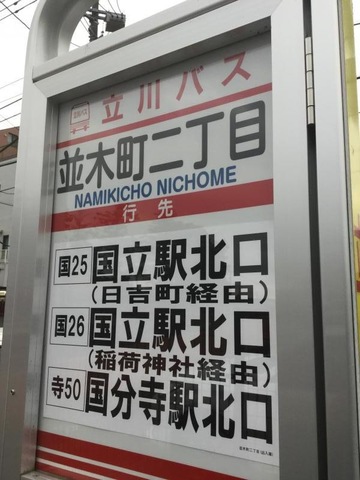 立川バス
並木町二丁目
NAMIKICHO NICHOME
行先
国25 国立駅北口
(日吉町経由)
国26 国立駅北口
(稲荷神社経由)
寺50 国分寺駅北口